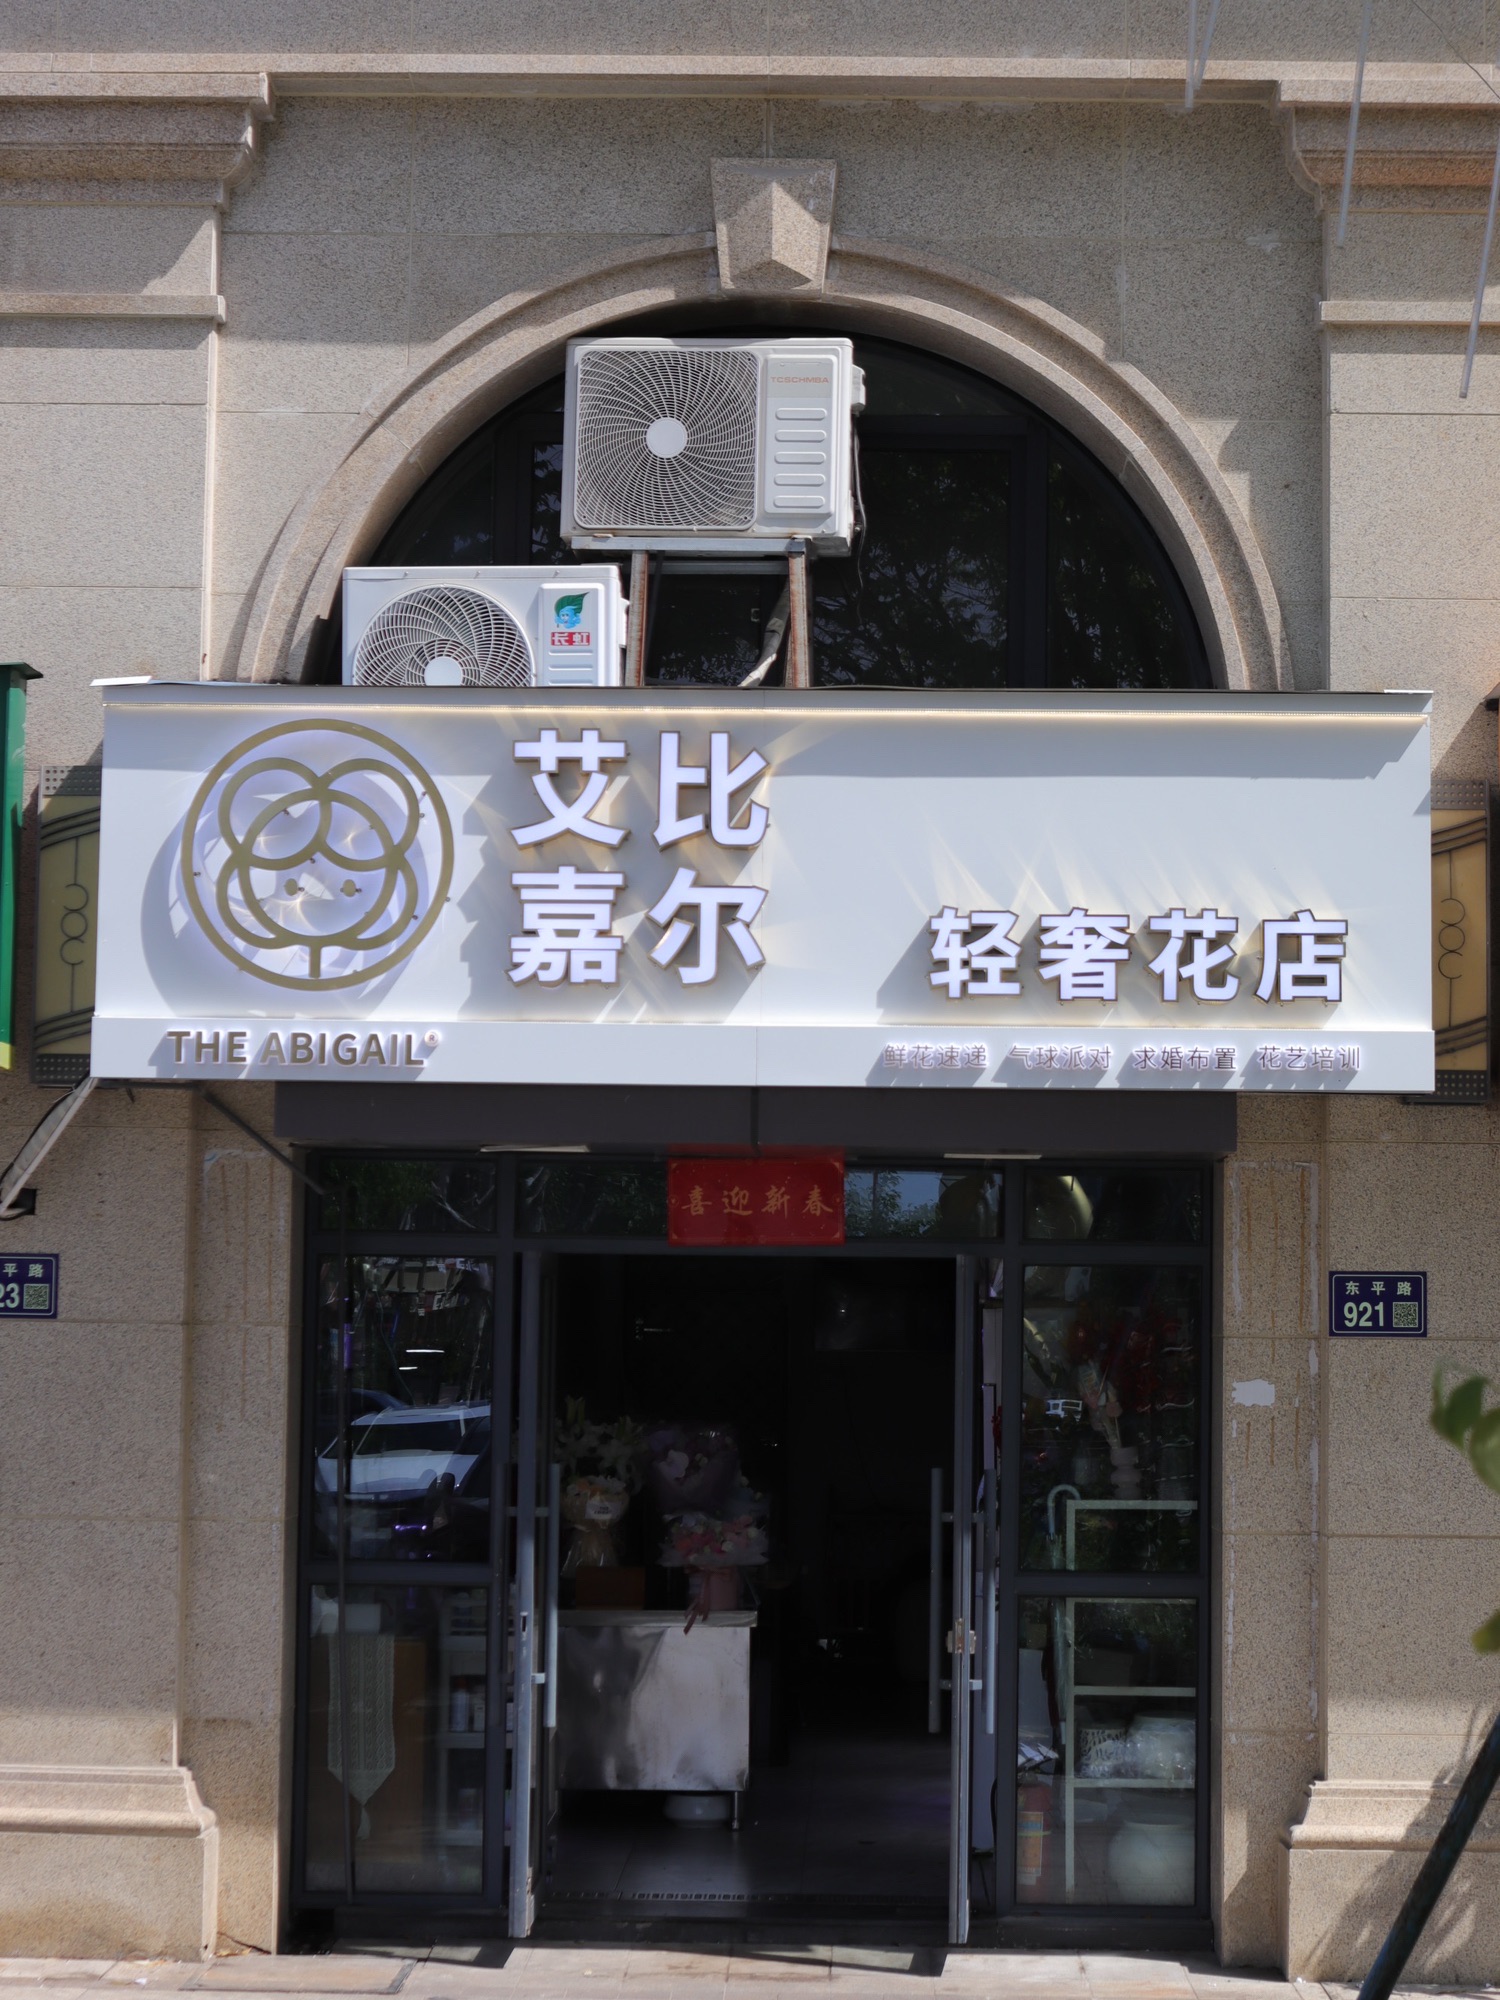 TCSCHMBA
长虹
艾比
嘉尔
轻奢花店
THE ABIGAIL®
鲜花速递 气球派对 求婚布置 花艺培训
喜迎新春
平路
23
东平路
921